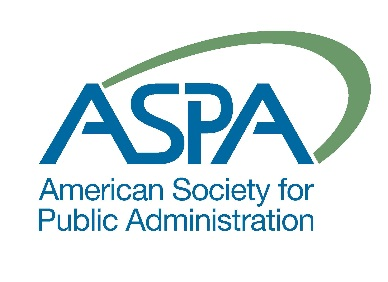 ASPA
American Society for
Public Administration